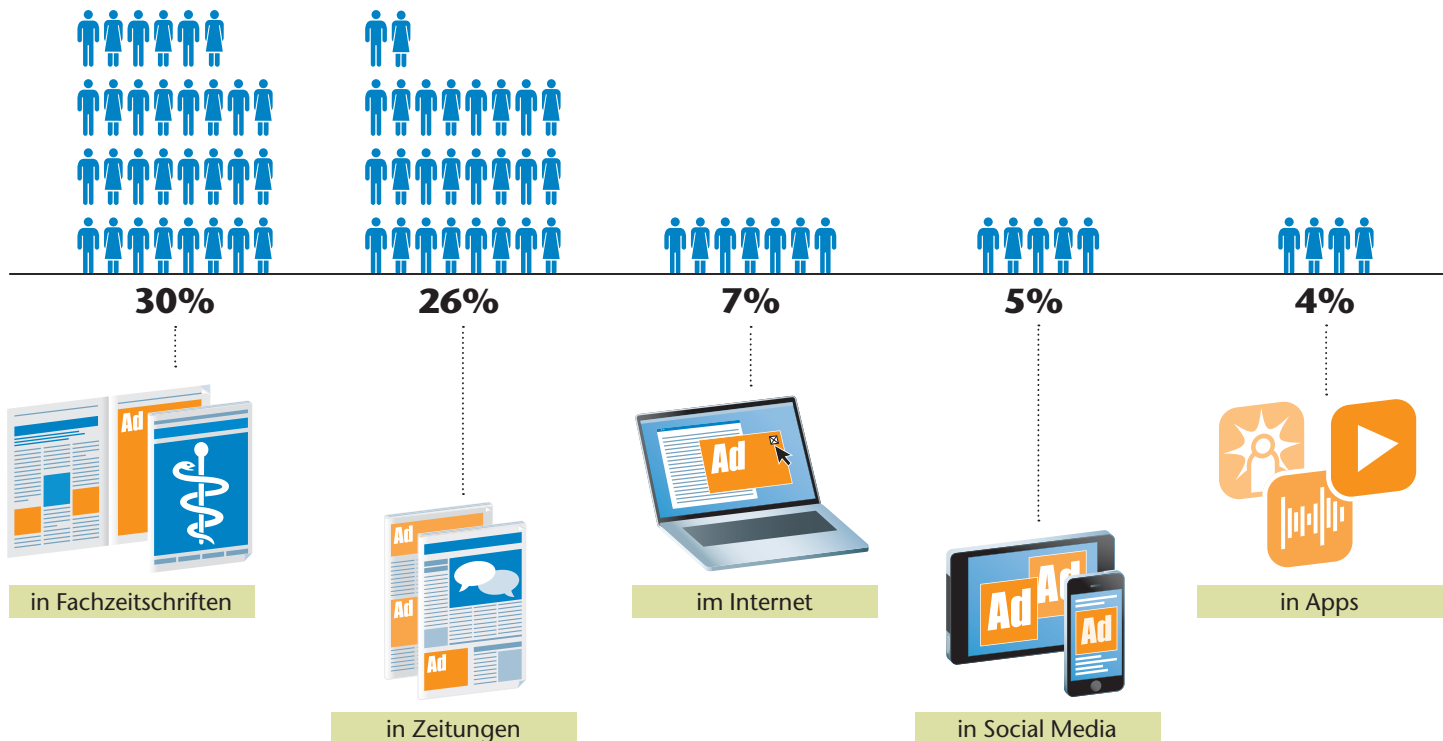 30%
26%
7%
5%
4%
Ad
Ad
Ad
Ad
Ad
Ad
Ad
Ad
in Fachzeitschriften
im Internet
in Apps
in Zeitungen
in Social Media